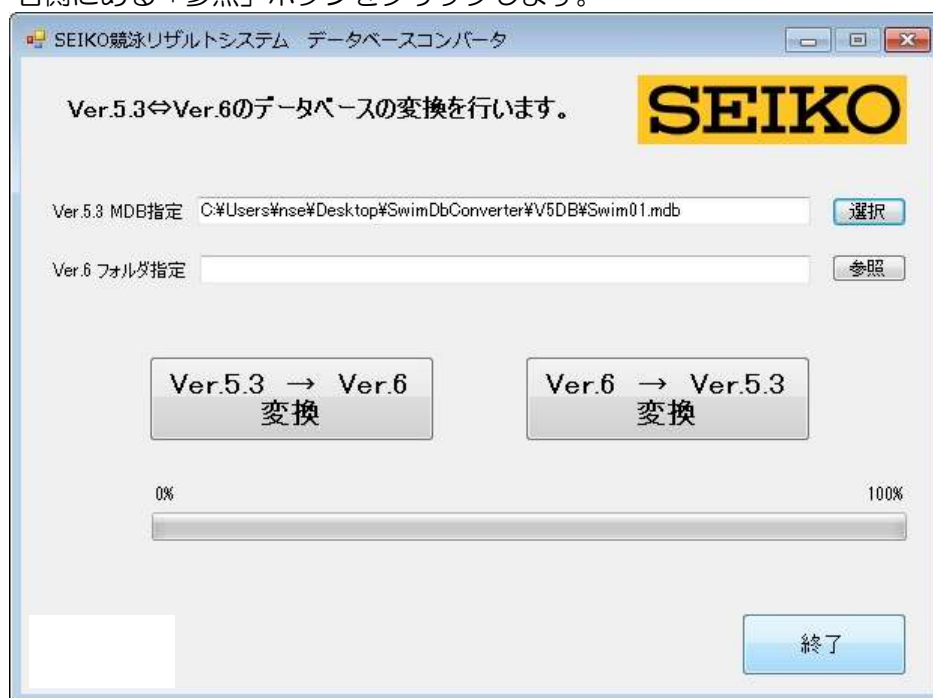 右側にある「参照」ボタンをクリックします。
SEIKO競泳リザルトシステム　データベースコンバータ
Ver.5.3⇔Ver.6のデータベースの変換を行います。
SEIKO
Ver.5.3 MDB指定 C:¥Users¥nse¥Desktop¥SwimDbConverter¥V5DB¥Swim01.mdb 選択
Ver.6 フォルダ指定 参照
Ver.5.3 → Ver.6
変換
Ver.6 → Ver.5.3
変換
0% 100%
終了